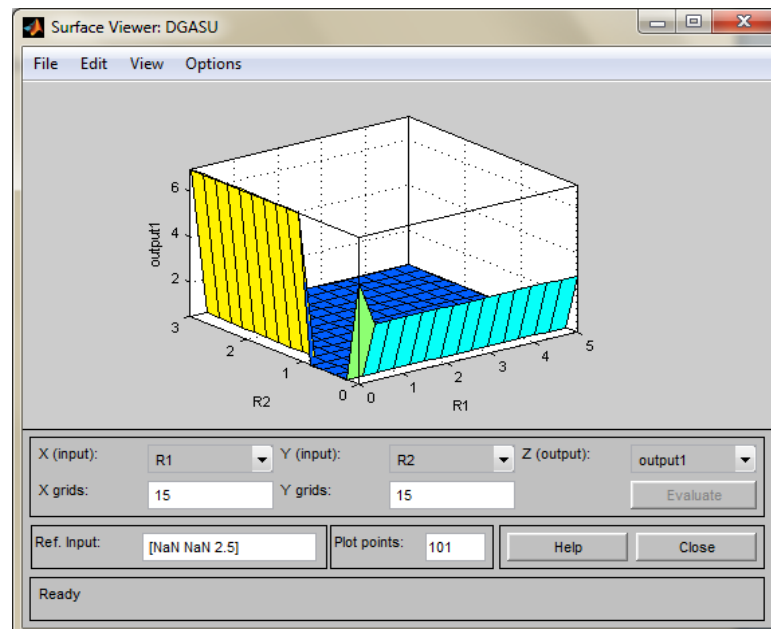 Surface Viewer: DGASU
File Edit View Options
output1
6
4
2
3
2
1
0
R2
0
1
2
3
4
5
R1
X (input): R1 Y (input): R2 Z (output): output1
X grids: 15 Y grids: 15 Evaluate
Ref. Input: [NaN NaN 2.5] Plot points: 101 Help Close
Ready